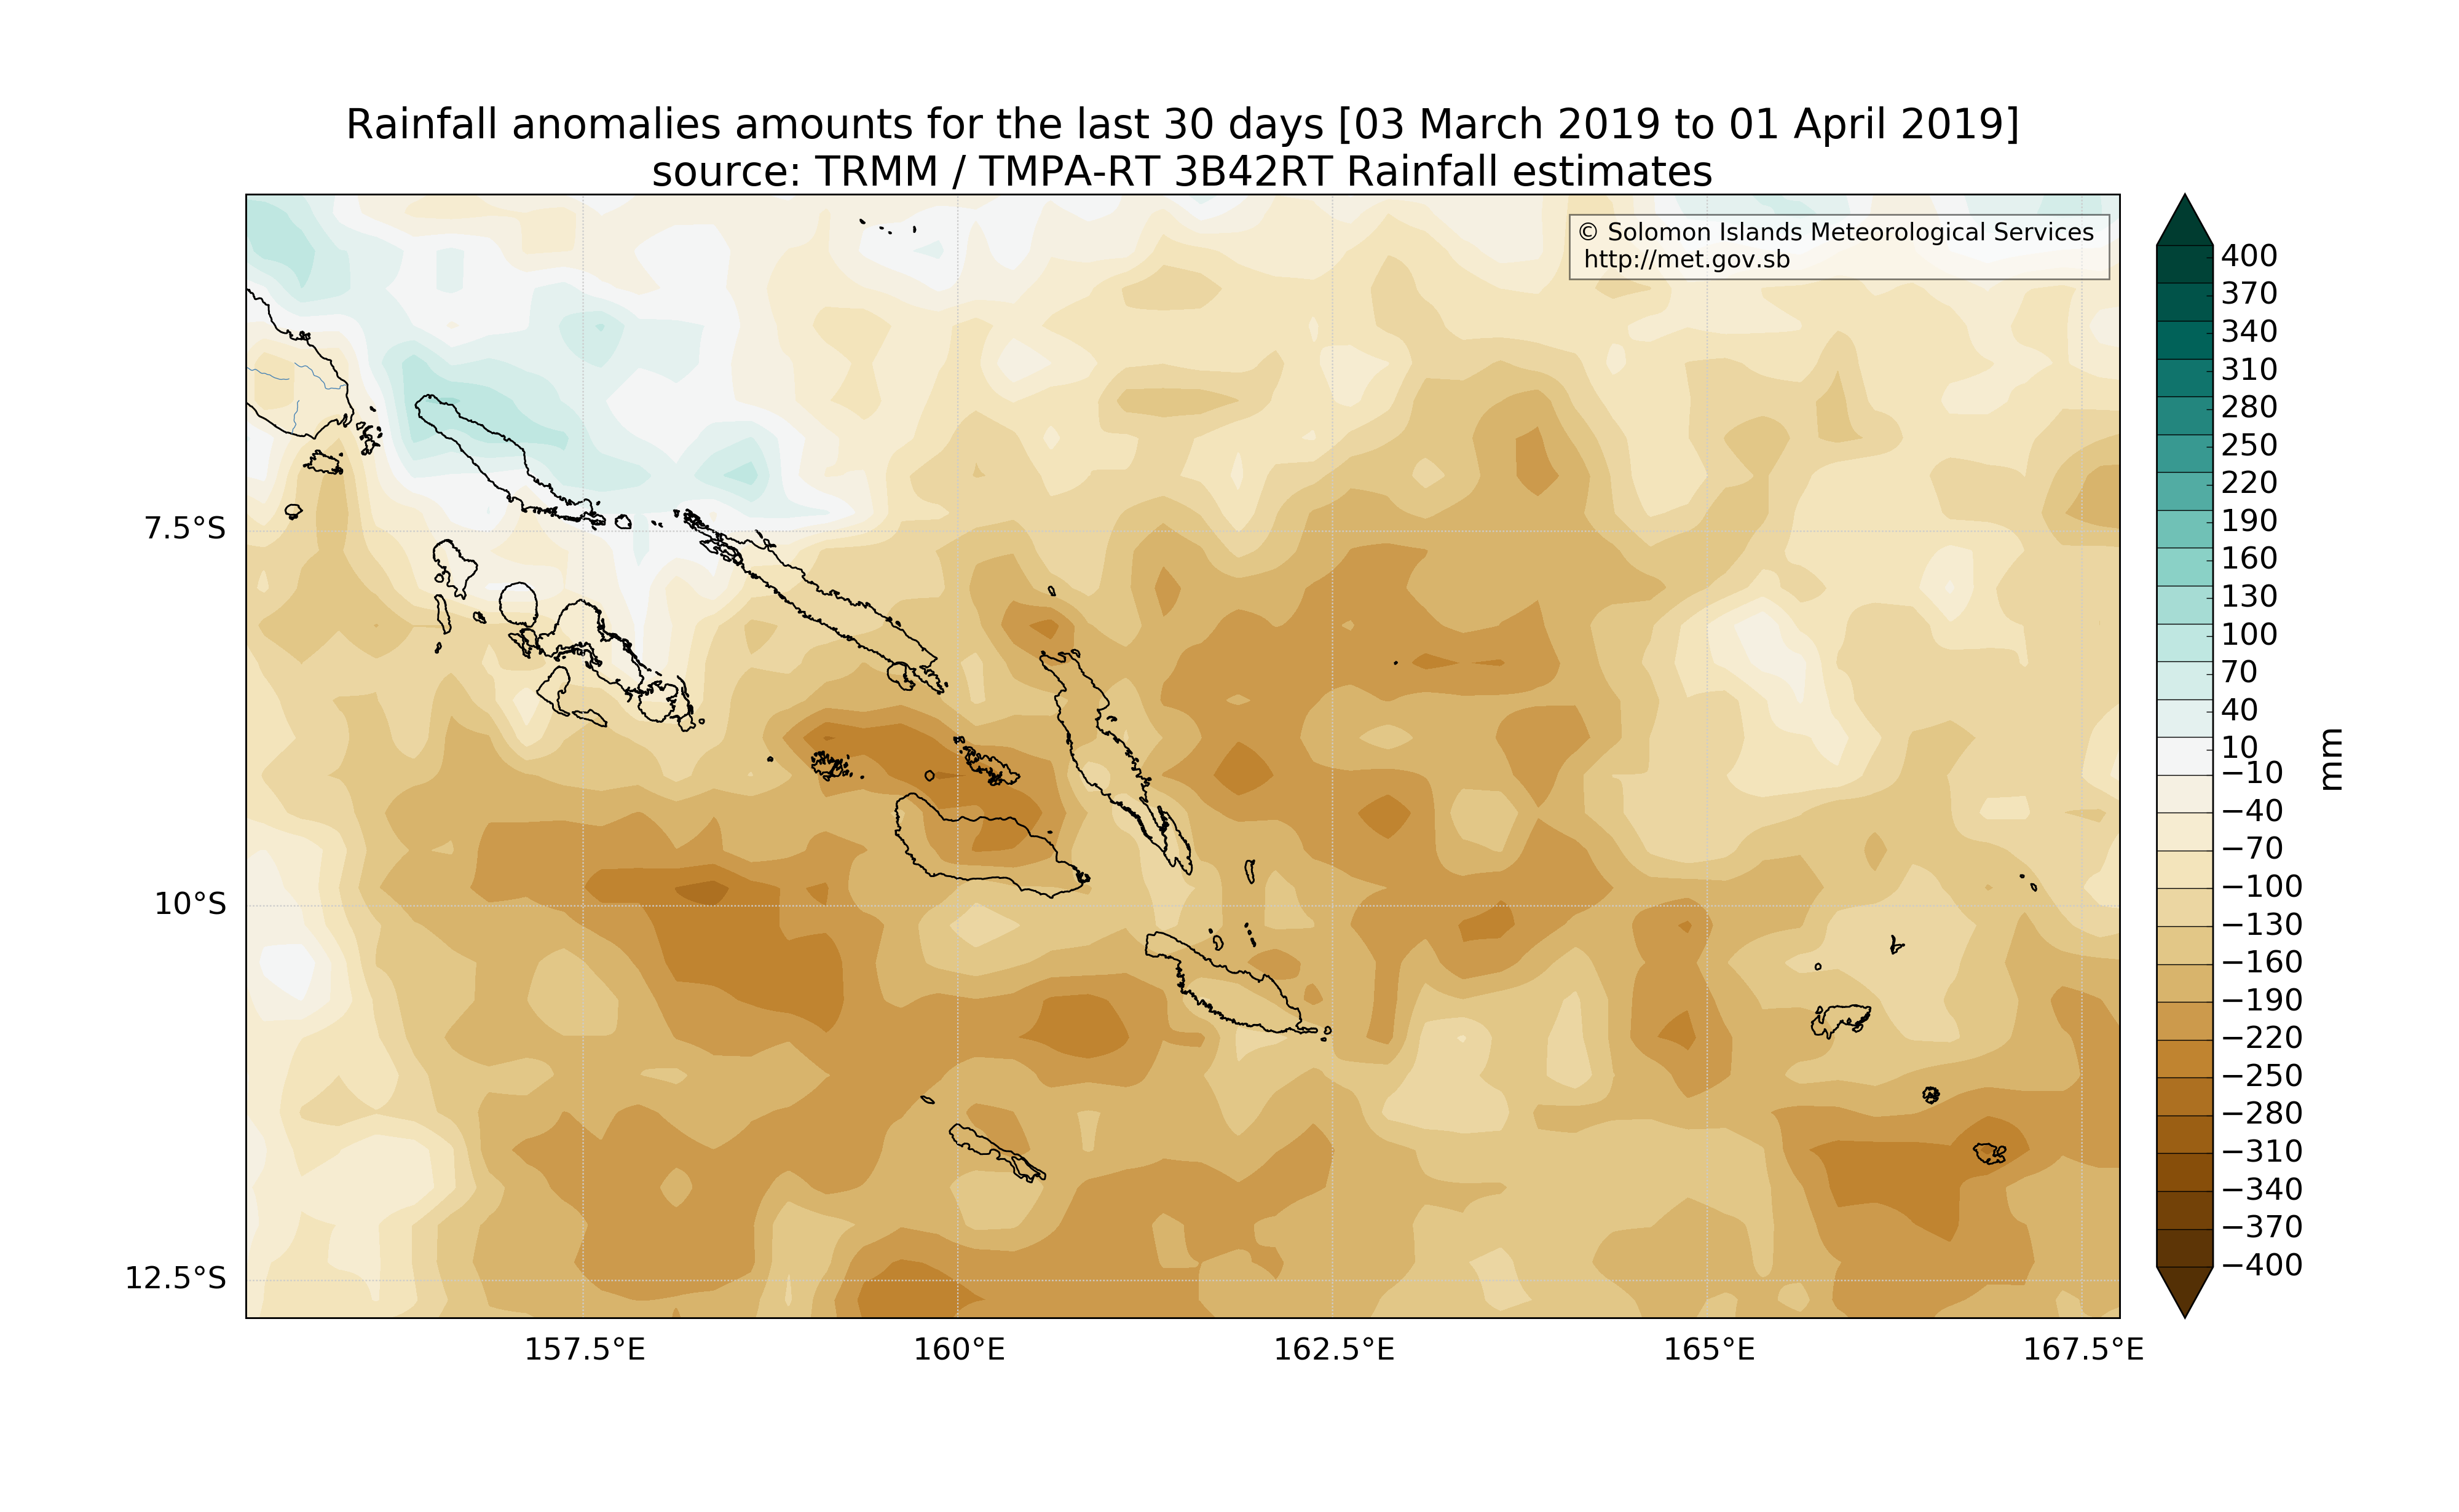 Rainfall anomalies amounts for the last 30 days [03 March 2019 to 01 April 2019]
source: TRMM / TMPA-RT 3B42RT Rainfall estimates
© Solomon Islands Meteorological Services
http://met.gov.sb
7.5°S
10°S
12.5°S
157.5°E
160°E
162.5°E
165°E
167.5°E
400
370
340
310
280
250
220
190
160
130
100
70
40
10
−10
−40
−70
−100
−130
−160
−190
−220
−250
−280
−310
−340
−370
−400
mm